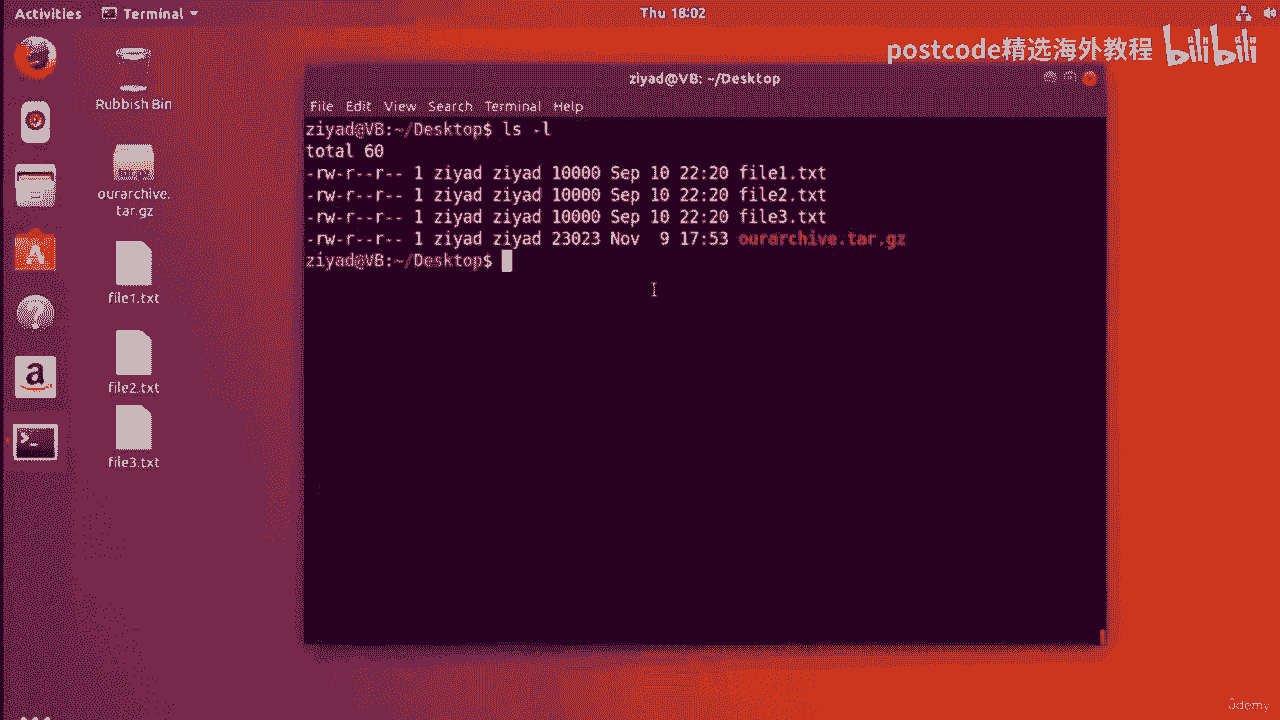 Activities
Terminal
Thu 18:02
postcode精选海外教程 bilibili
Rubbish Bin
ourarchive.
tar.gz
file1.txt
file2.txt
file3.txt
ziyad@VB: ~/Desktop
File Edit View Search Terminal Help
ziyad@VB:~/Desktop$ ls -l
total 60
-rw-r--r-- 1 ziyad ziyad 10000 Sep 10 22:20 file1.txt
-rw-r--r-- 1 ziyad ziyad 10000 Sep 10 22:20 file2.txt
-rw-r--r-- 1 ziyad ziyad 10000 Sep 10 22:20 file3.txt
-rw-r--r-- 1 ziyad ziyad 23023 Nov  9 17:53 ourarchive.tar.gz
ziyad@VB:~/Desktop$
Udemy